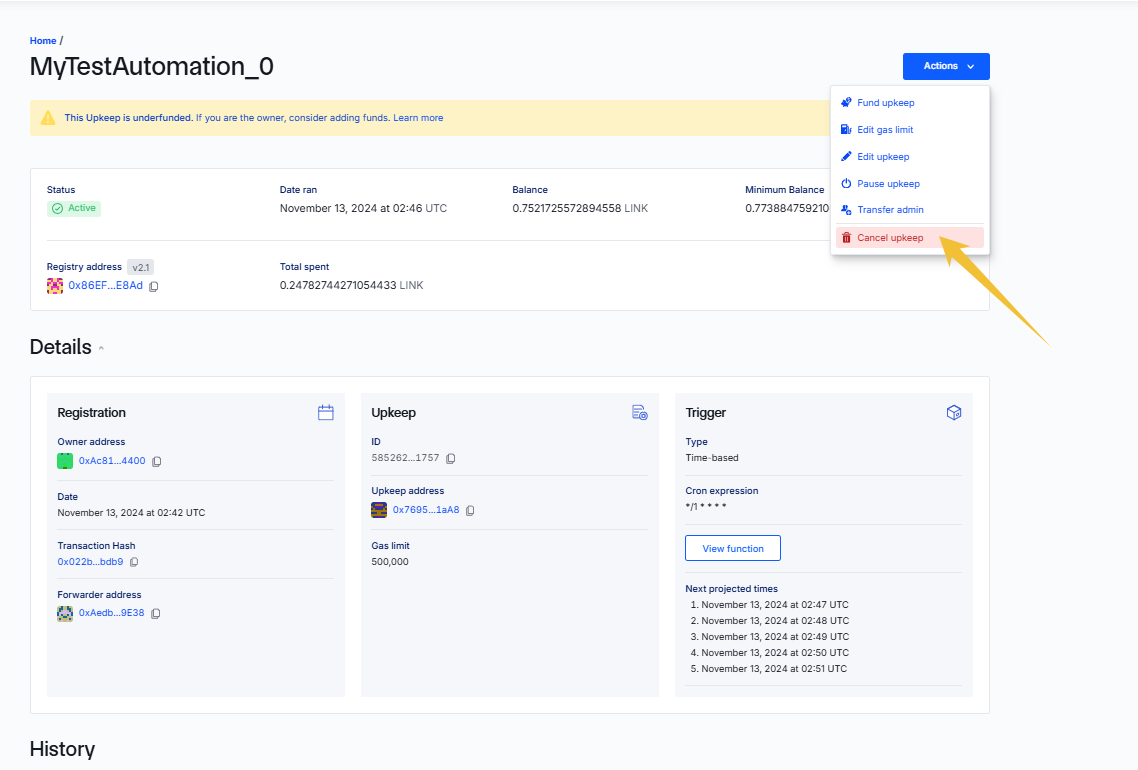 Home /
MyTestAutomation_0
Actions
This Upkeep is underfunded. If you are the owner, consider adding funds. Learn more
Fund upkeep
Edit gas limit
Edit upkeep
Pause upkeep
Transfer admin
Cancel upkeep
Status
Date ran
Balance
Minimum Balance
Active
November 13, 2024 at 02:46 UTC
0.7521725572894558 LINK
0.773884759210
Registry address v2.1
Total spent
0x86EF...E8Ad
0.24782744271054433 LINK
Details
Registration
Owner address
0xAc81...4400
Date
November 13, 2024 at 02:42 UTC
Transaction Hash
0x022b...bdb9
Forwarder address
0xAedb...9E38
Upkeep
ID
585262...1757
Upkeep address
0x7695...1aA8
Gas limit
500,000
Trigger
Type
Time-based
Cron expression
*/1 * * * *
View function
Next projected times
1. November 13, 2024 at 02:47 UTC
2. November 13, 2024 at 02:48 UTC
3. November 13, 2024 at 02:49 UTC
4. November 13, 2024 at 02:50 UTC
5. November 13, 2024 at 02:51 UTC
History